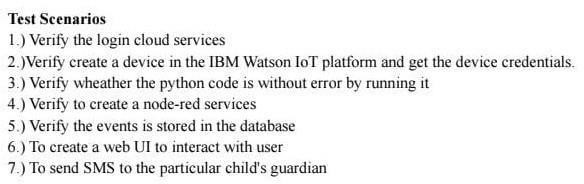 Test Scenarios
1.) Verify the login cloud services
2.)Verify create a device in the IBM Watson IoT platform and get the device credentials.
3.) Verify wheather the python code is without error by running it
4.) Verify to create a node-red services
5.) Verify the events is stored in the database
6.) To create a web UI to interact with user
7.) To send SMS to the particular child's guardian